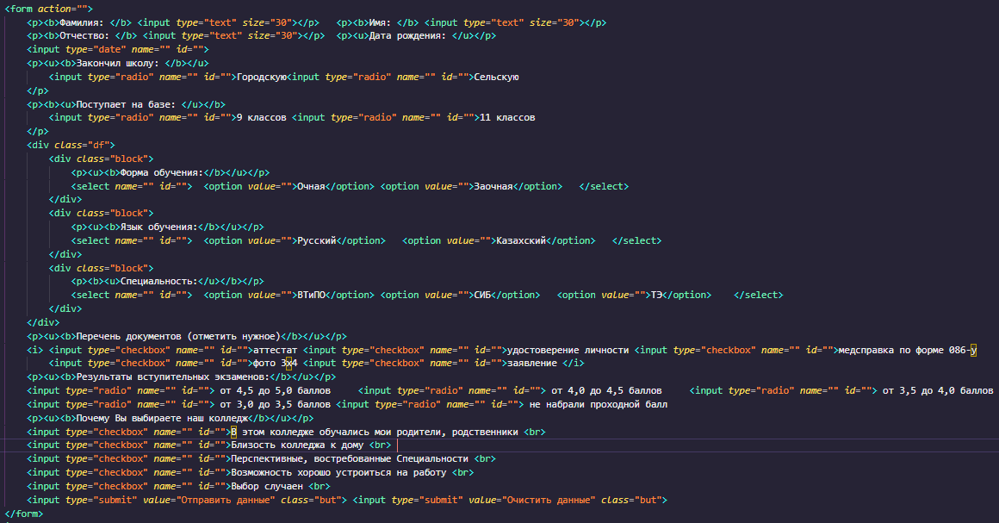 <form action="">
<p><b>Фамилия: </b> <input type="text" size="30"></p>   <p><b>Имя: </b> <input type="text" size="30"></p>
<p><b>Отчество: </b> <input type="text" size="30"></p>  <p><u>Дата рождения: </u></p>
<input type="date" name="" id="">
<p><u><b>Закончил школу: </b></u>
<input type="radio" name="" id="">Городскую<input type="radio" name="" id="">Сельскую
</p>
<p><b><u>Поступает на базе: </u></b>
<input type="radio" name="" id="">9 классов <input type="radio" name="" id="">11 классов
</p>
<div class="df">
<div class="block">
<p><u><b>Форма обучения:</b></u></p>
<select name="" id="">  <option value="">Очная</option> <option value="">Заочная</option>   </select>
</div>
<div class="block">
<p><u><b>Язык обучения:</b></u></p>
<select name="" id="">  <option value="">Русский</option>   <option value="">Казахский</option>   </select>
</div>
<div class="block">
<p><b><u>Специальность:</u></b></p>
<select name="" id="">  <option value="">ВТиПО</option> <option value="">СИБ</option>   <option value="">ТЭ</option>    </select>
</div>
</div>
<p><u><b>Перечень документов (отметить нужное)</b></u></p>
<i> <input type="checkbox" name="" id="">аттестат <input type="checkbox" name="" id="">удостоверение личности <input type="checkbox" name="" id="">медсправка по форме 086-у
<input type="checkbox" name="" id="">фото 3х4 <input type="checkbox" name="" id="">заявление </i>
<p><u><b>Результаты вступительных экзаменов:</b></u></p>
<input type="radio" name="" id=""> от 4,5 до 5,0 баллов     <input type="radio" name="" id=""> от 4,0 до 4,5 баллов     <input type="radio" name="" id=""> от 3,5 до 4,0 баллов
<input type="radio" name="" id=""> от 3,0 до 3,5 баллов <input type="radio" name="" id=""> не набрали проходной балл
<p><u><b>Почему Вы выбираете наш колледж</b></u></p>
<input type="checkbox" name="" id="">В этом колледже обучались мои родители, родственники <br>
<input type="checkbox" name="" id="">Близость колледжа к дому <br>
<input type="checkbox" name="" id="">Перспективные, востребованные Специальности <br>
<input type="checkbox" name="" id="">Возможность хорошо устроиться на работу <br>
<input type="checkbox" name="" id="">Выбор случаен <br>
<input type="submit" value="Отправить данные" class="but"> <input type="submit" value="Очистить данные" class="but">
</form>